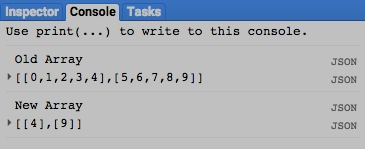 Inspector Console Tasks
Use print(...) to write to this console.
Old Array JSON
[[0,1,2,3,4],[5,6,7,8,9]] JSON
New Array JSON
[[4],[9]] JSON